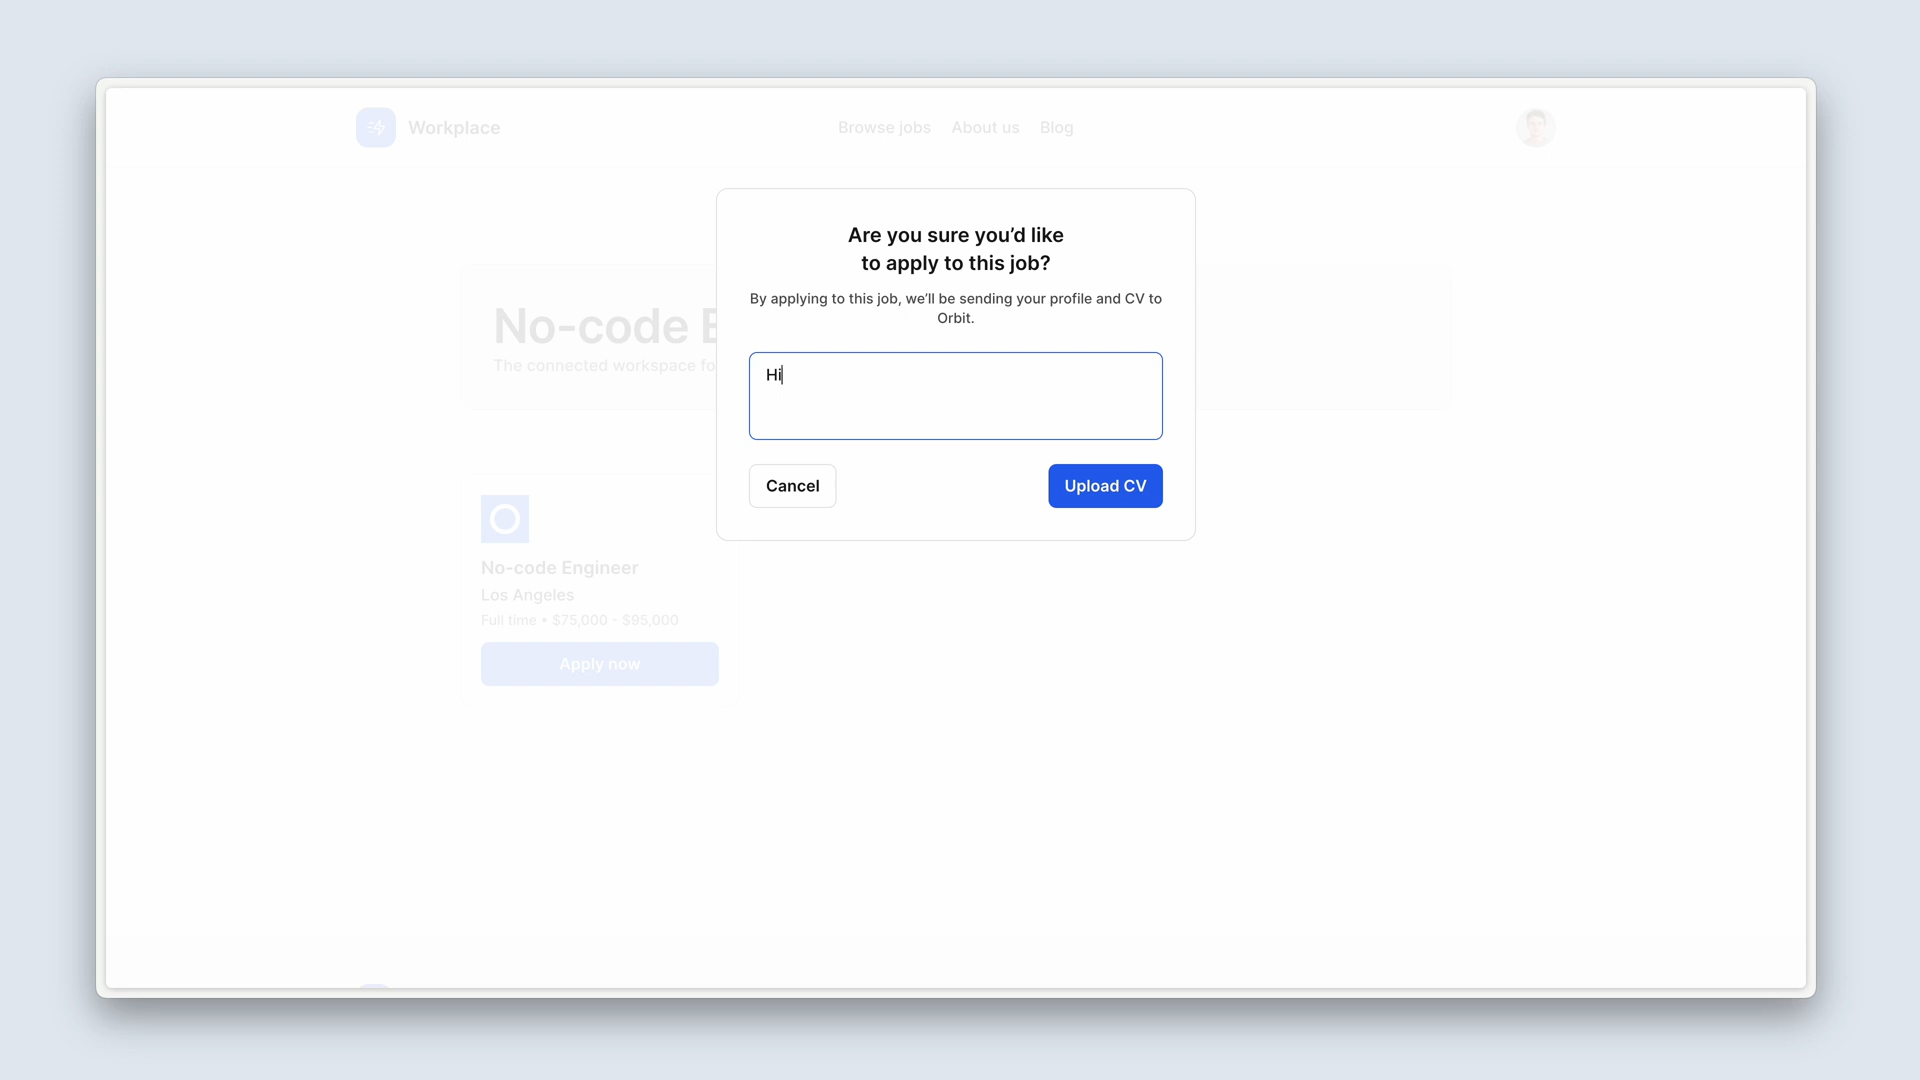 Workplace
Browse jobs
About us
Blog
Are you sure you’d like
to apply to this job?
By applying to this job, we’ll be sending your profile and CV to
Orbit.
Hi
Cancel
Upload CV
No-code E
The connected workspace fo
No-code Engineer
Los Angeles
Full time • $75,000 - $95,000
Apply now